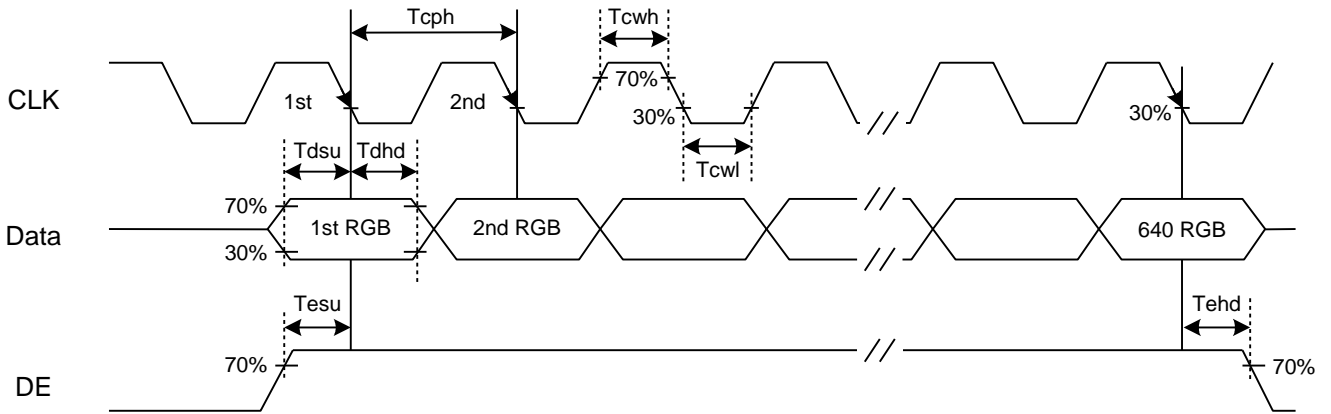 Tcph
Tcwh
CLK
1st
2nd
70%
30%
30%
Tcwl
Tdsu
Tdhd
70%
Data
1st RGB
2nd RGB
640 RGB
30%
Tesu
Tehd
70%
70%
DE